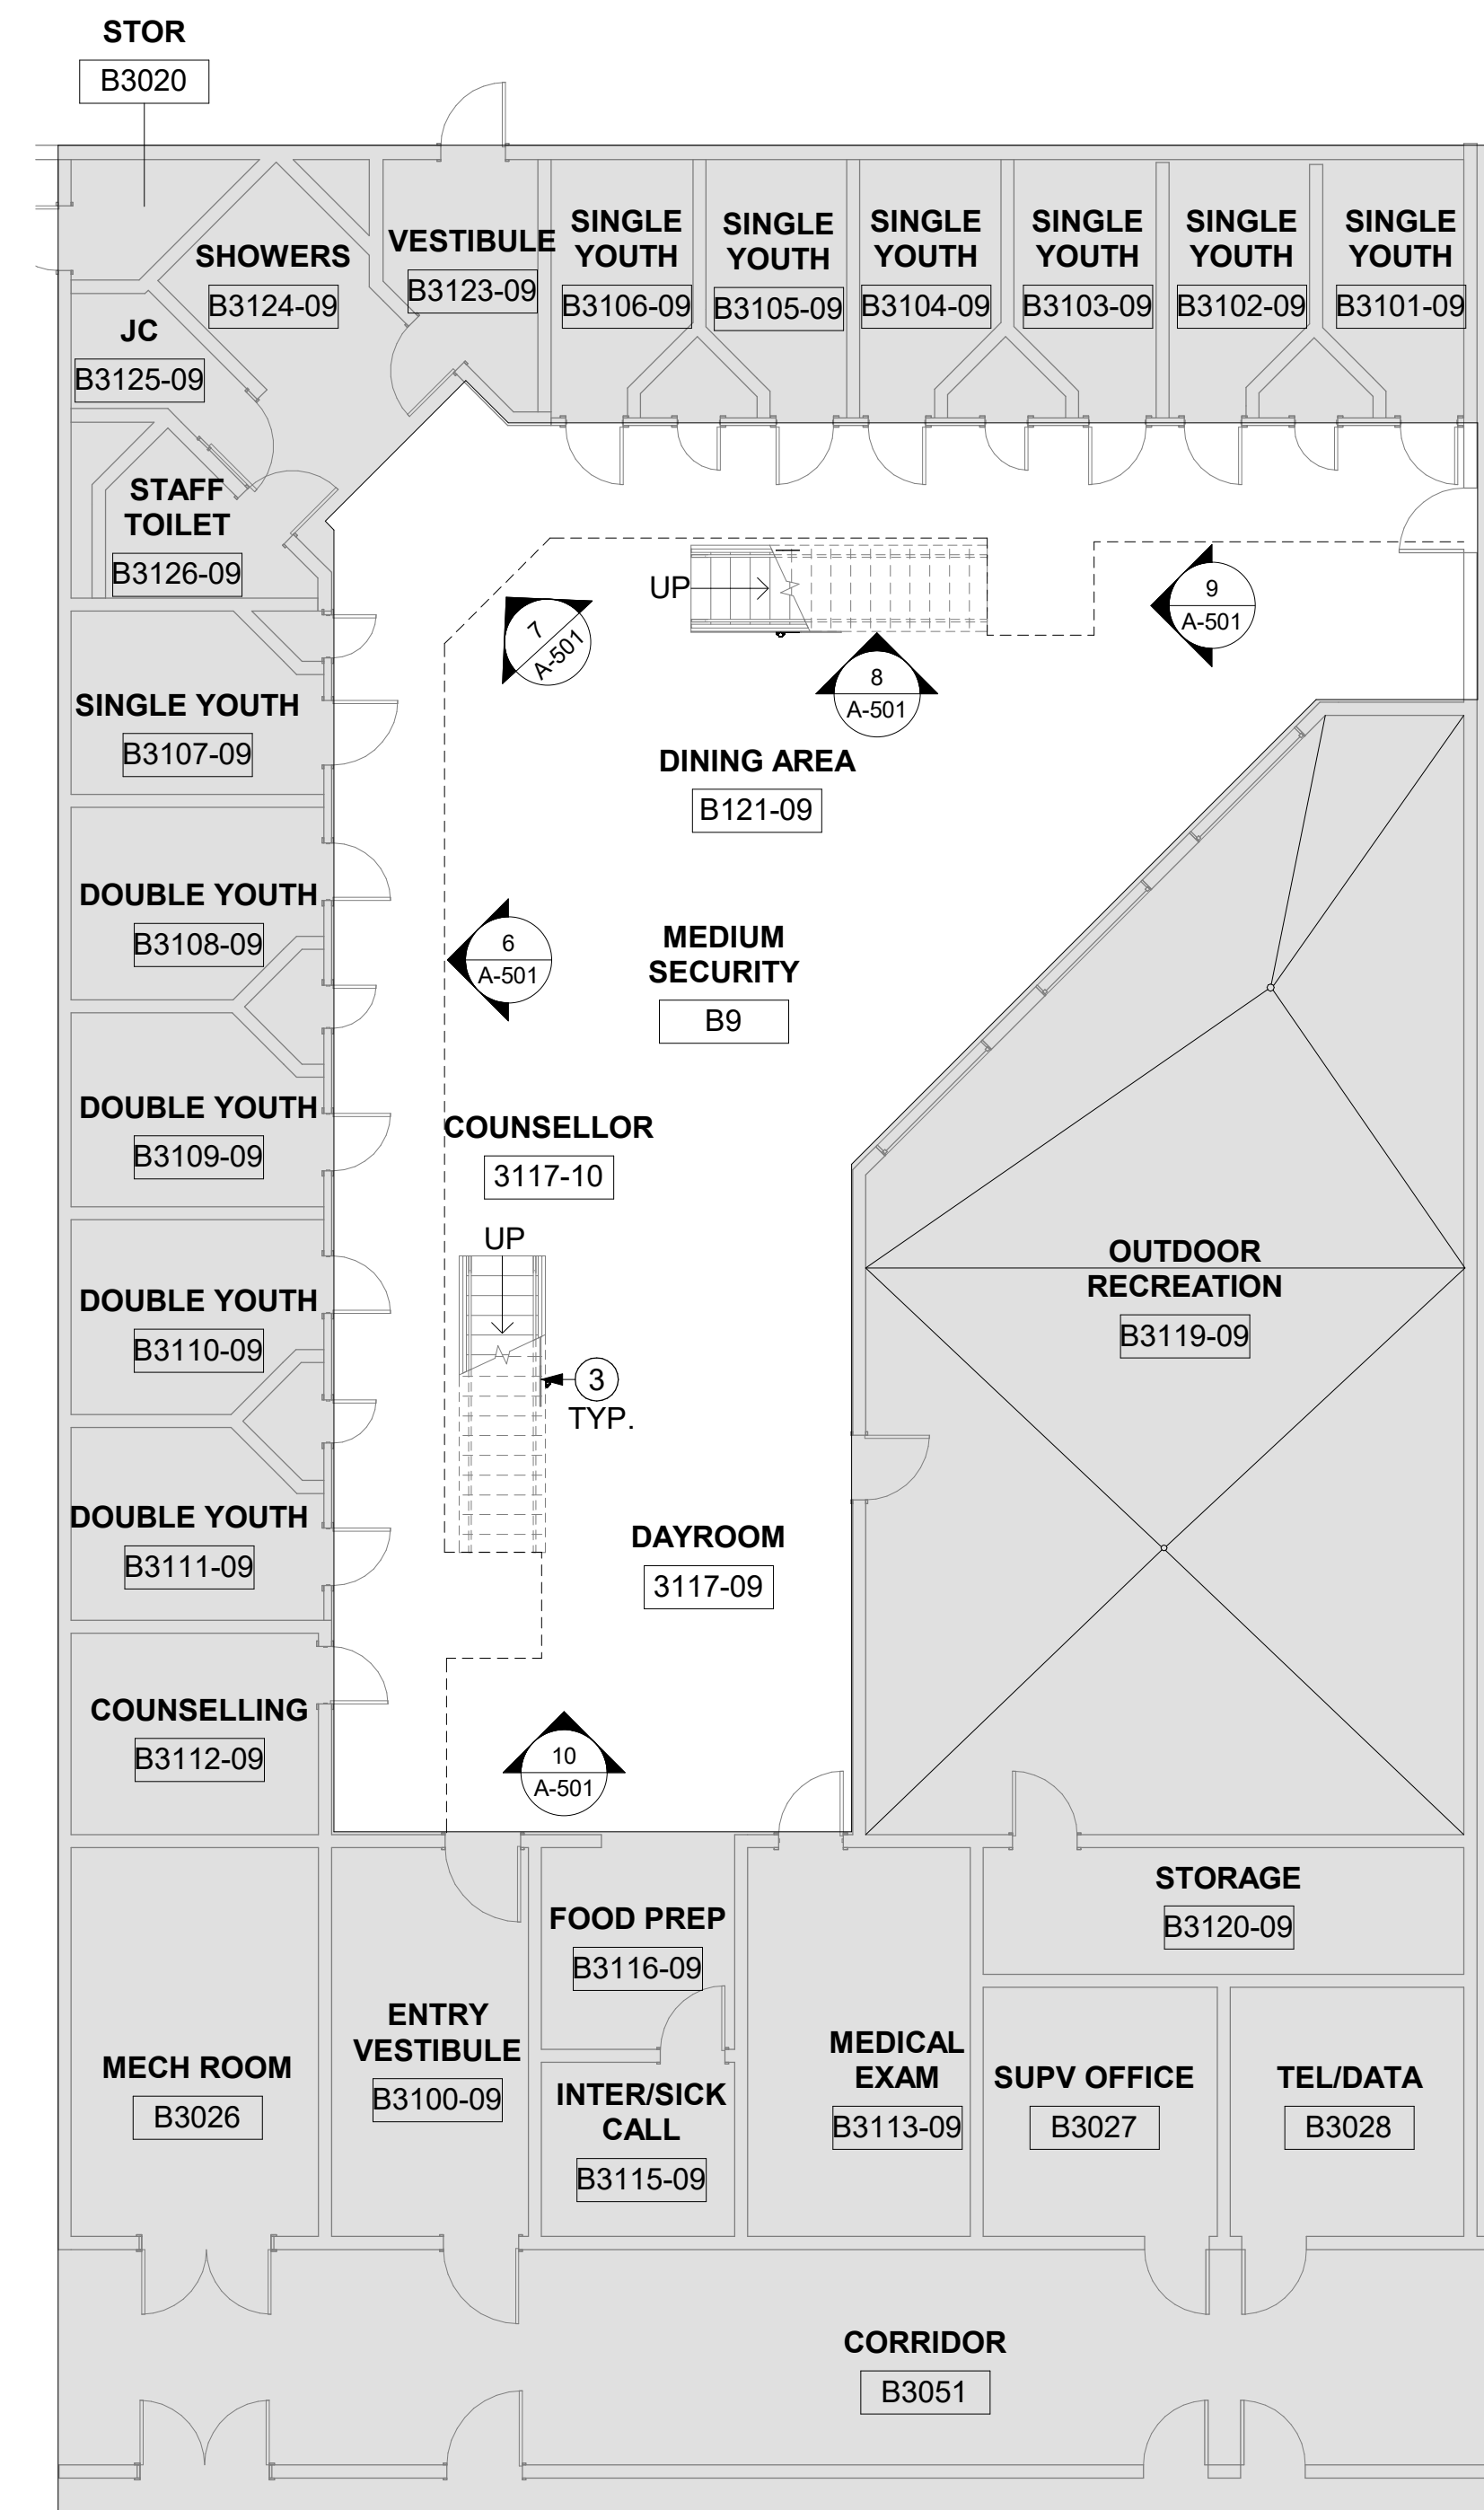 STOR
B3020
SHOWERS
B3124-09
VESTIBULE
B3123-09
SINGLE
YOUTH
B3106-09
SINGLE
YOUTH
B3105-09
SINGLE
YOUTH
B3104-09
SINGLE
YOUTH
B3103-09
SINGLE
YOUTH
B3102-09
SINGLE
YOUTH
B3101-09
JC
B3125-09
STAFF
TOILET
B3126-09
UP
7
A-501
8
A-501
9
A-501
SINGLE YOUTH
B3107-09
DINING AREA
B121-09
DOUBLE YOUTH
B3108-09
6
A-501
MEDIUM
SECURITY
B9
DOUBLE YOUTH
B3109-09
COUNSELLOR
3117-10
UP
DOUBLE YOUTH
B3110-09
3
TYP.
OUTDOOR
RECREATION
B3119-09
DOUBLE YOUTH
B3111-09
DAYROOM
3117-09
COUNSELLING
B3112-09
10
A-501
STORAGE
B3120-09
FOOD PREP
B3116-09
MECH ROOM
B3026
ENTRY
VESTIBULE
B3100-09
INTER/SICK
CALL
B3115-09
MEDICAL
EXAM
B3113-09
SUPV OFFICE
B3027
TEL/DATA
B3028
CORRIDOR
B3051